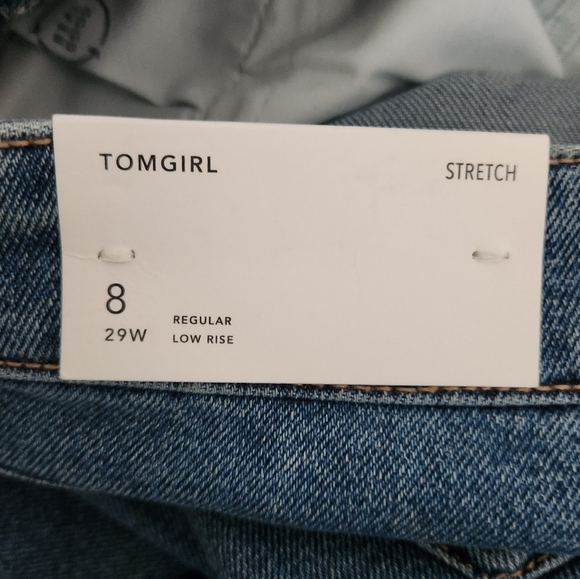 TOMGIRL
STRETCH
8
29W
REGULAR
LOW RISE